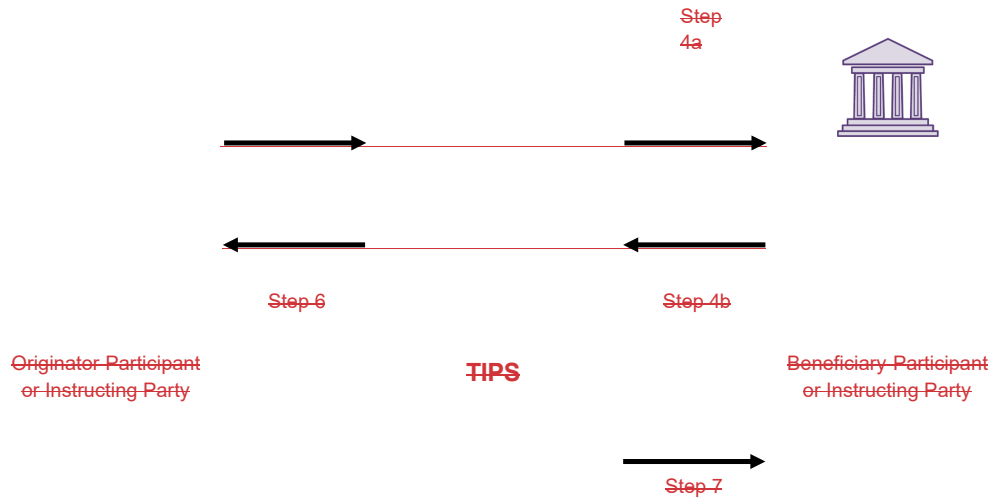 Step
4a
Step 6
Step 4b
Originator Participant
or Instructing Party
TIPS
Beneficiary Participant
or Instructing Party
Step 7